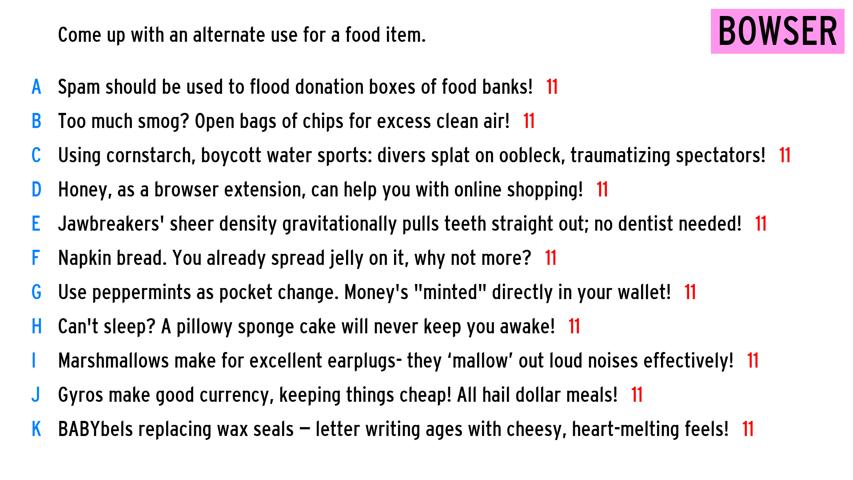 Come up with an alternate use for a food item.
BOWSER
A Spam should be used to flood donation boxes of food banks! 11
B Too much smog? Open bags of chips for excess clean air! 11
C Using cornstarch, boycott water sports: divers splat on oobleck, traumatizing spectators! 11
D Honey, as a browser extension, can help you with online shopping! 11
E Jawbreakers' sheer density gravitationally pulls teeth straight out; no dentist needed! 11
F Napkin bread. You already spread jelly on it, why not more? 11
G Use peppermints as pocket change. Money's "minted" directly in your wallet! 11
H Can't sleep? A pillowy sponge cake will never keep you awake! 11
I Marshmallows make for excellent earplugs- they ‘mallow’ out loud noises effectively! 11
J Gyros make good currency, keeping things cheap! All hail dollar meals! 11
K BABYbels replacing wax seals – letter writing ages with cheesy, heart-melting feels! 11